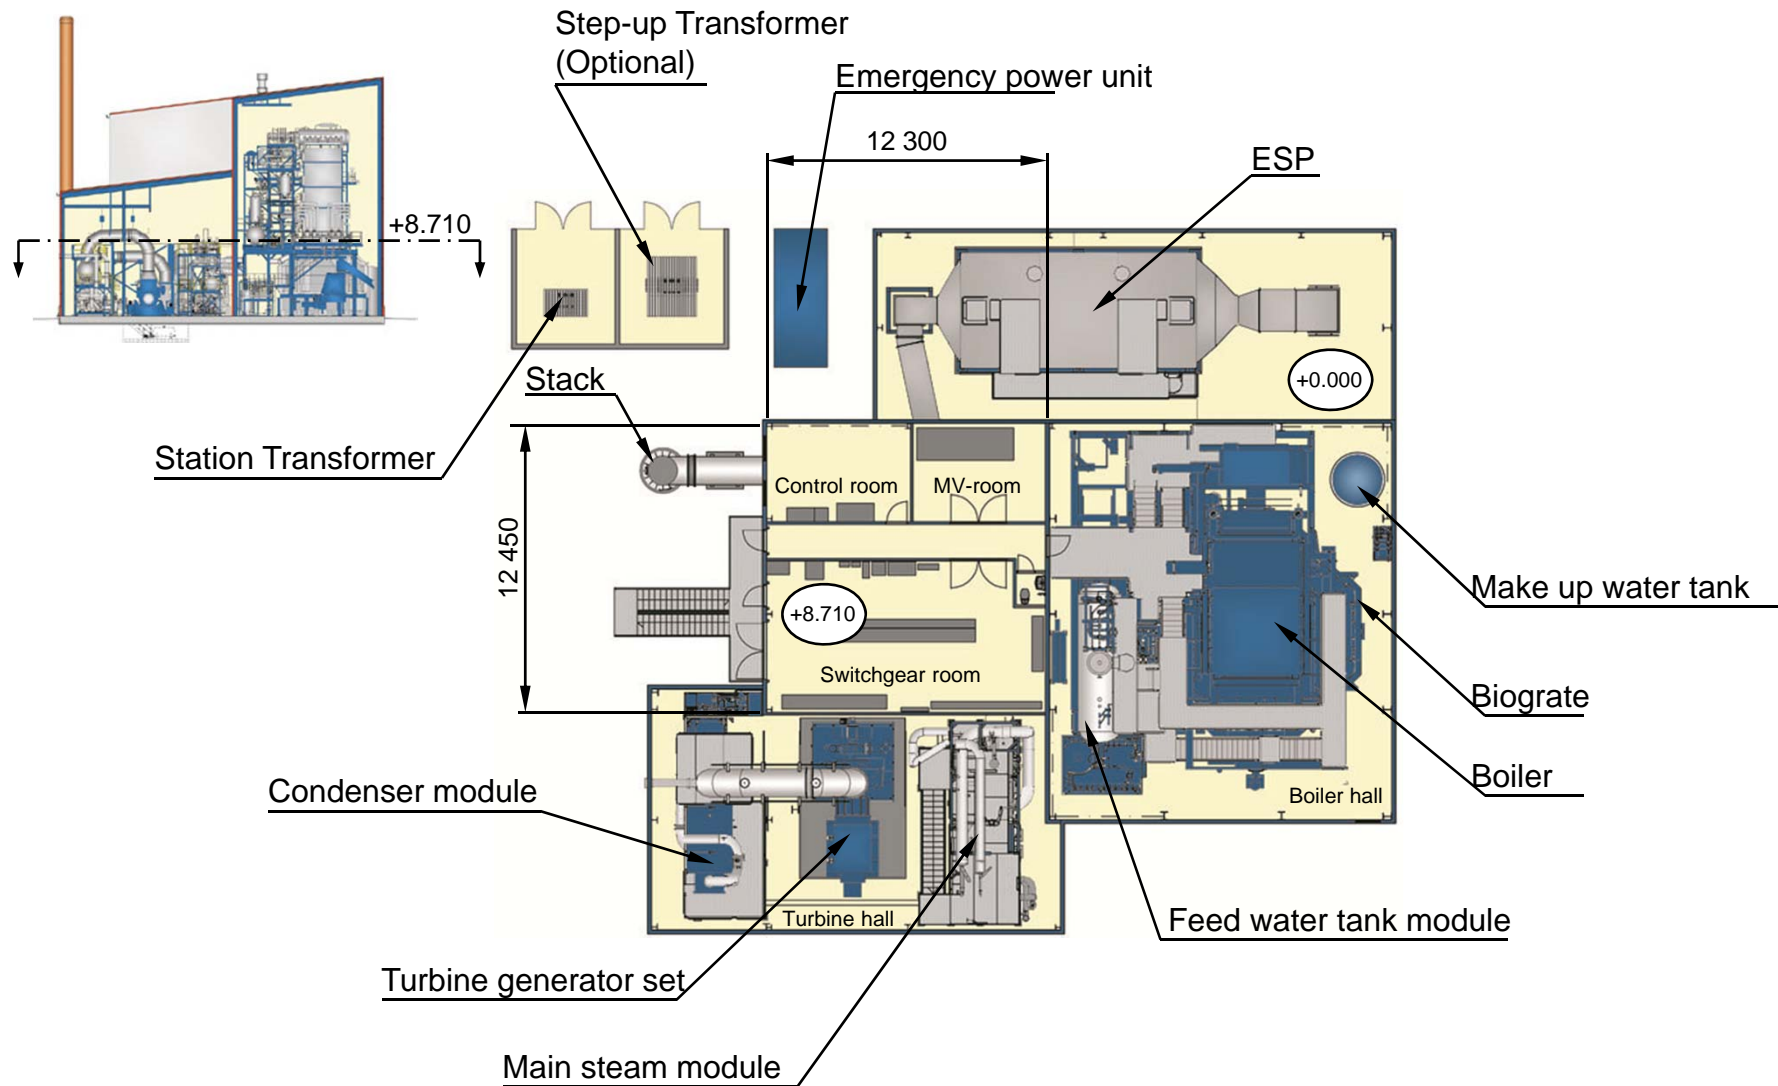 Step-up Transformer
(Optional)
Emergency power unit
12 300
ESP
+8.710
+0.000
Stack
Station Transformer
Control room
MV-room
12 450
Make up water tank
+8.710
Switchgear room
Biograte
Condenser module
Boiler
Boiler hall
Turbine hall
Feed water tank module
Turbine generator set
Main steam module